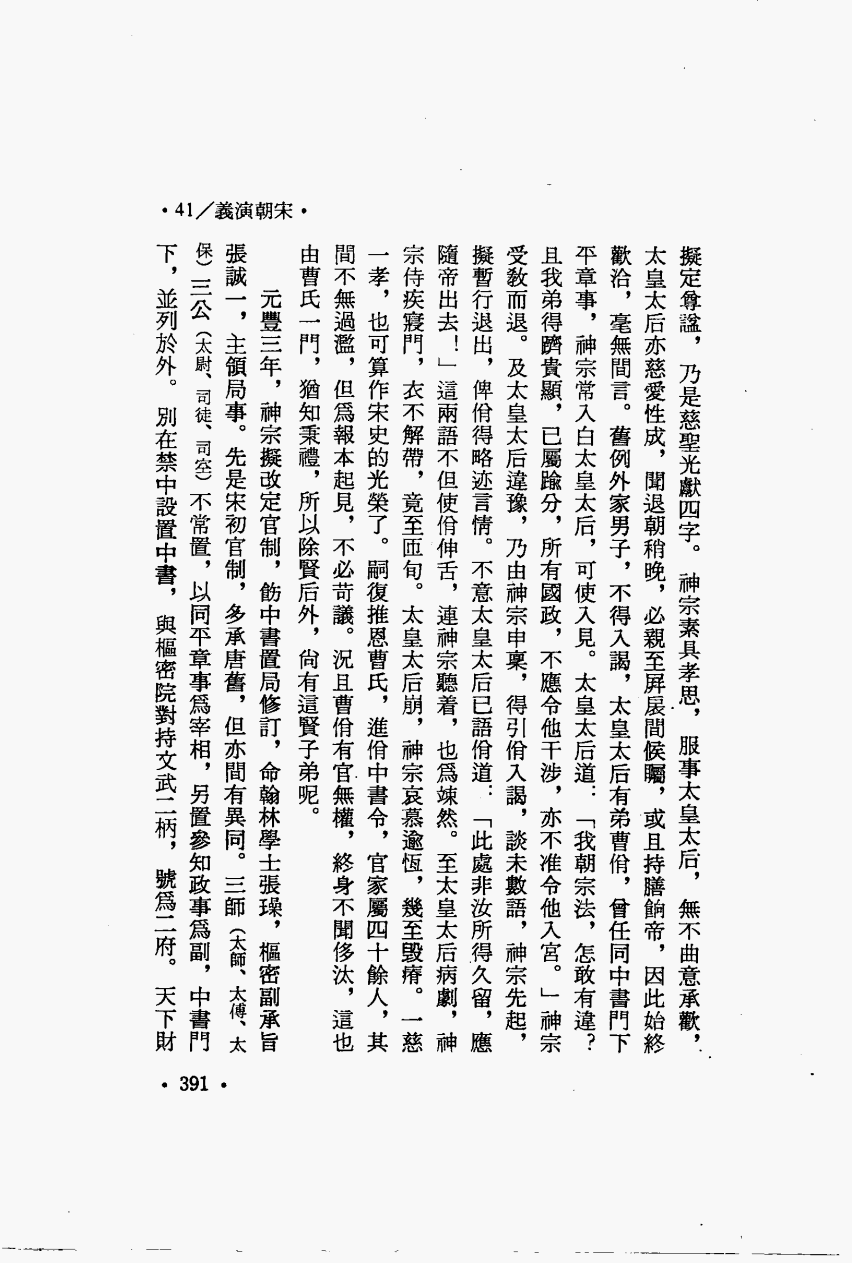 •41／義演朝宋•
擬定尊諡，乃是慈聖光獻四字。神宗素具孝思，服事太皇太后，無不曲意承歡，
太皇太后亦慈愛性成，聞退朝稍晚，必親至屏扆間候矚，或且持膳餉帝，因此始終
歡洽，毫無間言。舊例外家男子，不得入謁，太皇太后有弟曹佾，曾任同中書門下
平章事，神宗常入白太皇太后，可使入見。太皇太后道：「我朝宗法，怎敢有違？
且我弟得躋貴顯，已屬踰分，所有國政，不應令他干涉，亦不准令他入宮。」神宗
受敎而退。及太皇太后違豫，乃由神宗申稟，得引佾入謁，談未數語，神宗先起，
擬暫行退出，俾佾得略迹言情。不意太皇太后已語佾道：「此處非汝所得久留，應
隨帝出去！」這兩語不但使佾伸舌，連神宗聽着，也爲竦然。至太皇太后病劇，神
宗侍疾寢門，衣不解帶，竟至匝旬。太皇太后崩，神宗哀慕逾恆，幾至毀瘠。一慈
一孝，也可算作宋史的光榮了。嗣復推恩曹氏，進佾中書令，官家屬四十餘人，其
間不無過濫，但爲報本起見，不必苛議。況且曹佾有官無權，終身不聞侈汰，這也
由曹氏一門，猶知秉禮，所以除賢后外，尙有這賢子弟呢。
元豐三年，神宗擬改定官制，飭中書置局修訂，命翰林學士張璪，樞密副承旨
張誠一，主領局事。先是宋初官制，多承唐舊，但亦間有異同。三師（太師、太傅、太
保）三公（太尉、司徒、司空）不常置，以同平章事爲宰相，另置參知政事爲副，中書門
下，並列於外。別在禁中設置中書，與樞密院對持文武二柄，號爲二府。天下財
•391•